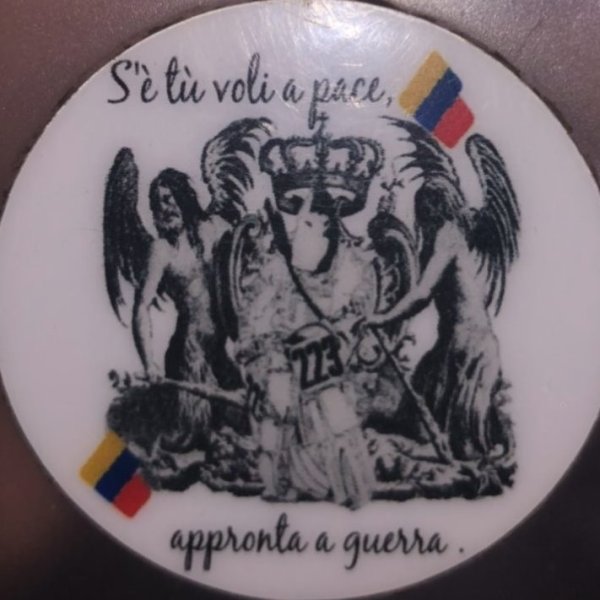 S'è tù voli a pace,
223
appronta a guerra .